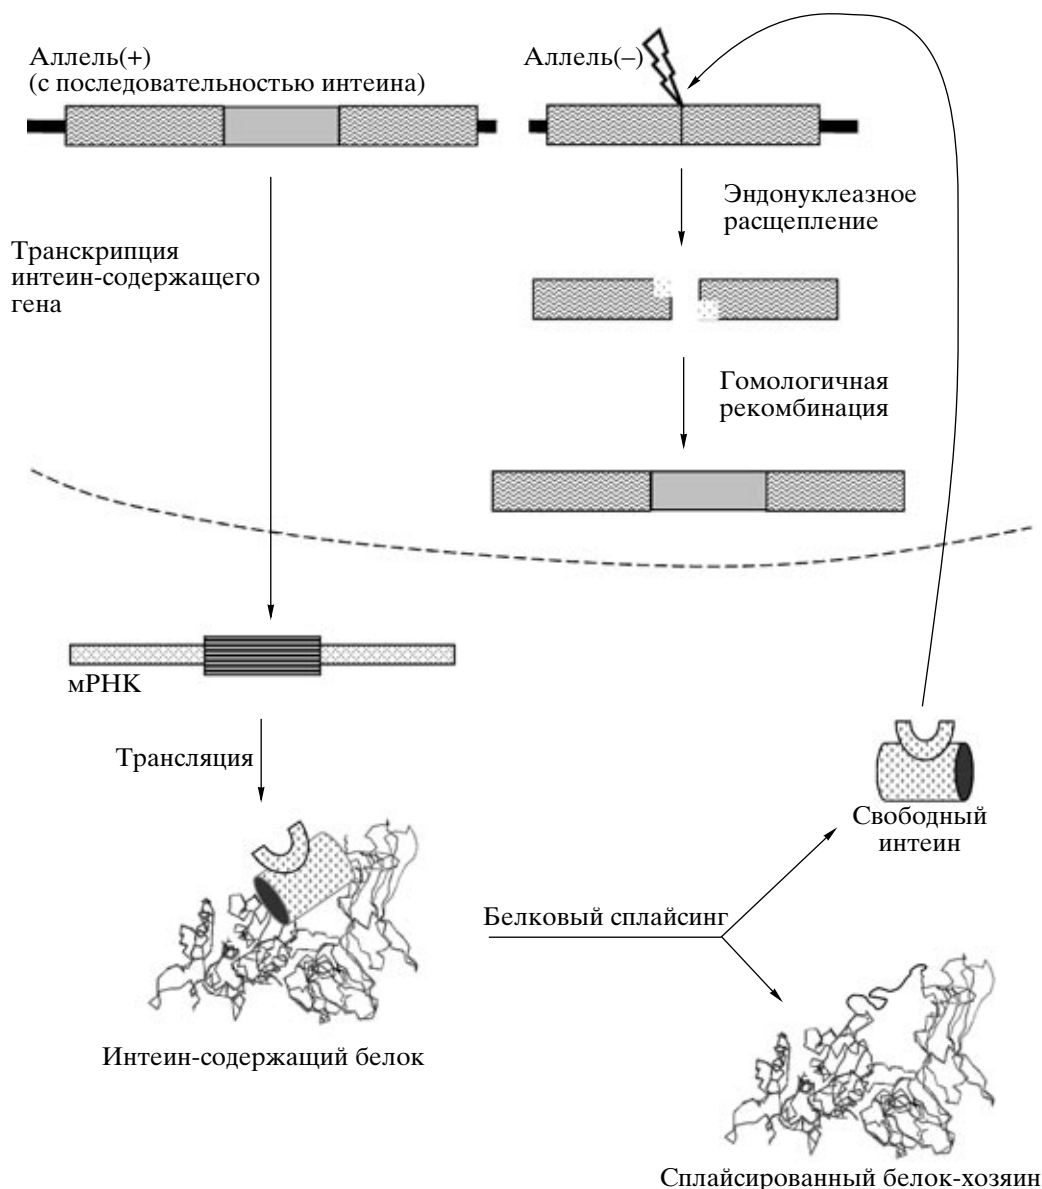 Аллель(+)
(с последовательностью интеина)
Аллель(–)
Эндонуклеазное
расщепление
Транскрипция
интеин-содержащего
гена
Гомологичная
рекомбинация
мРНК
Трансляция
Свободный
интеин
Белковый сплайсинг
Интеин-содержащий белок
Сплайсированный белок-хозяин